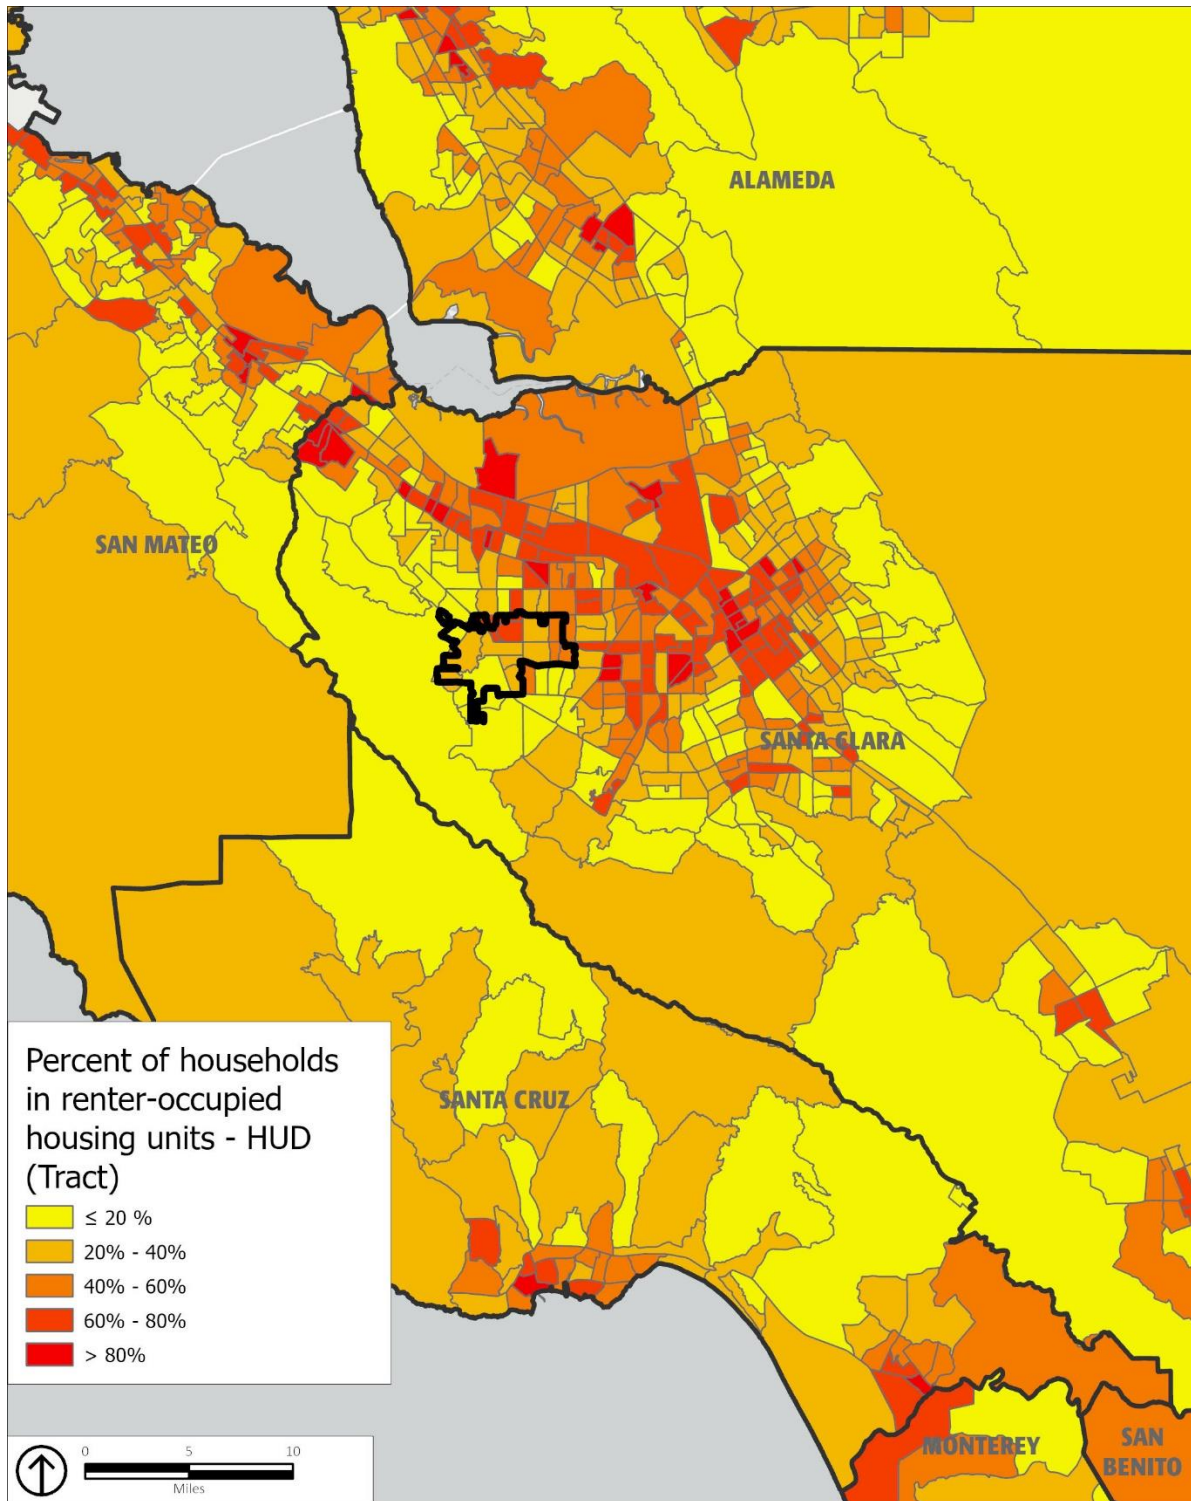 ALAMEDA
SAN MATEO
SANTA CLARA
Percent of households
in renter-occupied
housing units - HUD
(Tract)
≤ 20 %
20% - 40%
40% - 60%
60% - 80%
> 80%
SANTA CRUZ
MONTEREY
SAN
BENITO
0 5 10
Miles